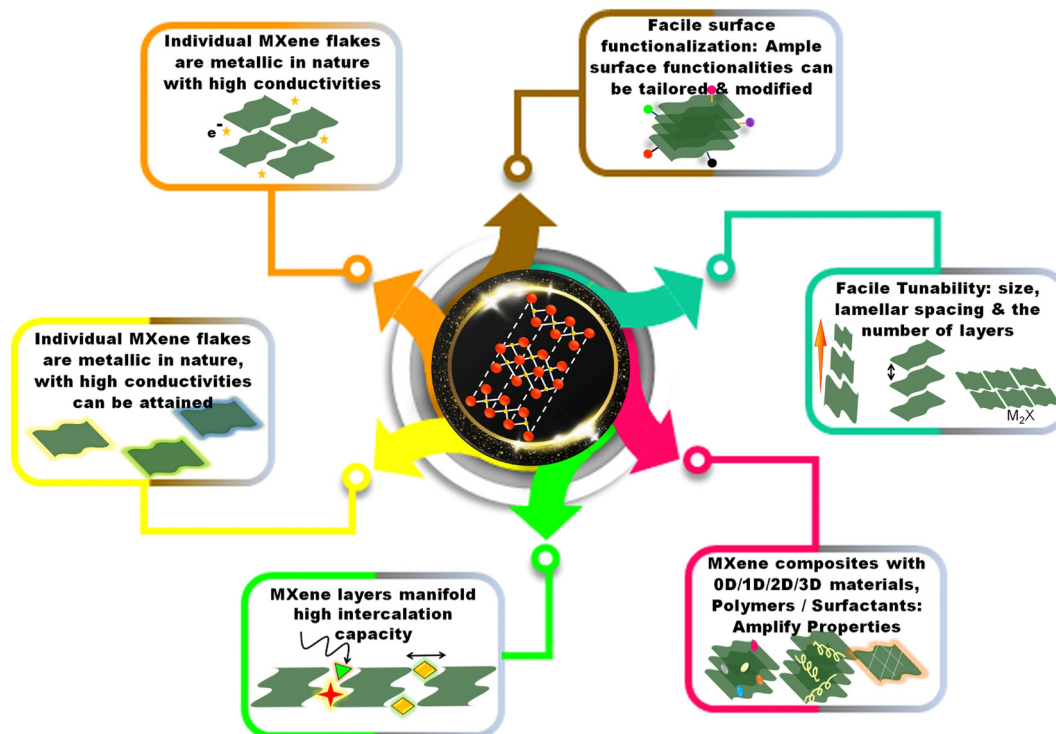 Individual MXene flakes
are metallic in nature
with high conductivities
e-
Facile surface
functionalization: Ample
surface functionalities can
be tailored & modified
Facile Tunability: size,
lamellar spacing & the
number of layers
M₂X
Individual MXene flakes
are metallic in nature,
with high conductivities
can be attained
MXene layers manifold
high intercalation
capacity
MXene composites with
0D/1D/2D/3D materials,
Polymers / Surfactants:
Amplify Properties